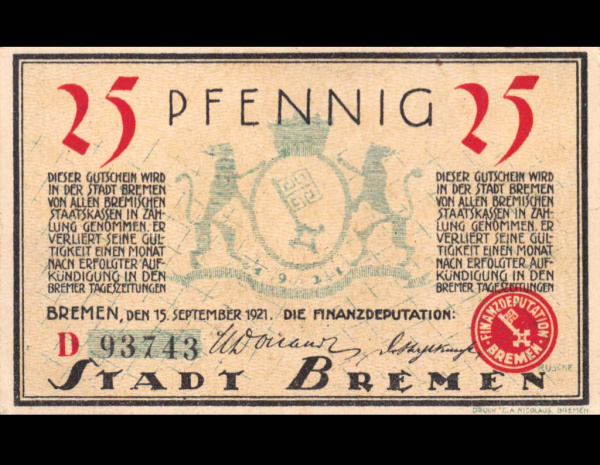 25 PFENNIG 25
DIESER GUTSCHEIN WIRD
IN DER STADT BREMEN
VON ALLEN BREMISCHEN
STAATSKASSEN IN ZAH-
LUNG GENOMMEN. ER
VERLIERT SEINE GÜL-
TIGKEIT EINEN MONAT
NACH ERFOLGTER AUF-
KÜNDIGUNG IN DEN
BREMER TAGESZEITUNGEN
DIESER GUTSCHEIN WIRD
IN DER STADT BREMEN
VON ALLEN BREMISCHEN
STAATSKASSEN IN ZAH-
LUNG GENOMMEN. ER
VERLIERT SEINE GÜL-
TIGKEIT EINEN MONAT
NACH ERFOLGTER AUF-
KÜNDIGUNG IN DEN
BREMER TAGESZEITUNGEN
1921
BREMEN, DEN 15. SEPTEMBER 1921. DIE FINANZDEPUTATION:
D 93743
FINANZDEPUTATION
BREMEN
STADT BREMEN
DRUCK C.A. NICOLAUS, BREMEN